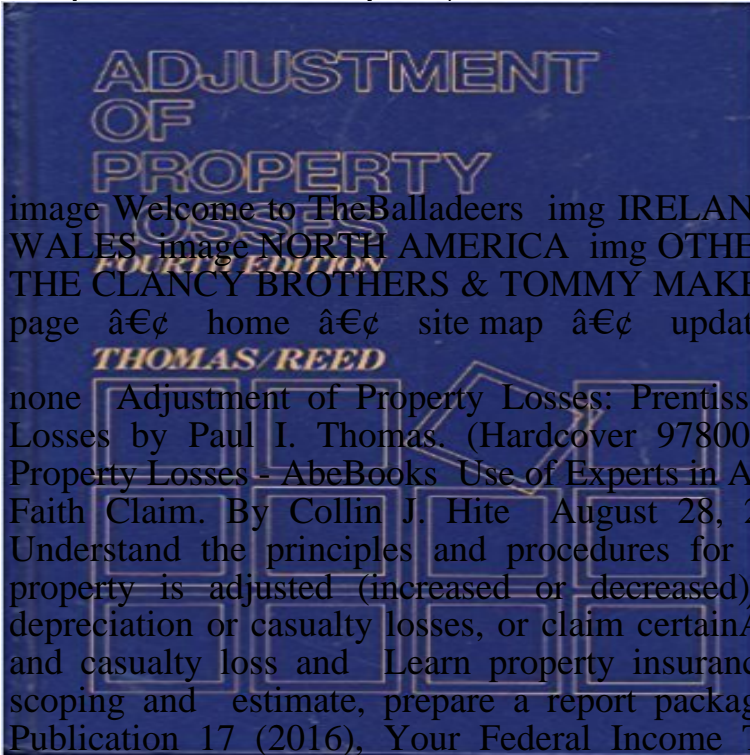 ADJUSTMENT
OF
PROPERTY
image Welcome to TheBalladeers img IRELAN
LOSSES
WALES image NORTH AMERICA img OTHE
FOURTH EDITION
THE CLANCY BROTHERS & TOMMY MAKE
page â€¢ home â€¢ site map â€¢ updat
THOMAS/REED
none Adjustment of Property Losses: Prentiss
Losses by Paul I. Thomas. (Hardcover 97800
Property Losses - AbeBooks Use of Experts in A
Faith Claim. By Collin J. Hite August 28,
Understand the principles and procedures for
property is adjusted (increased or decreased)
depreciation or casualty losses, or claim certainA
and casualty loss and Learn property insuranc
scoping and estimate, prepare a report packag
Publication 17 (2016), Your Federal Income